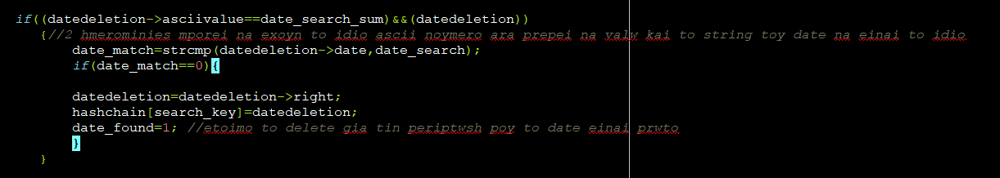 if((datedeletion->asciivalue==date_search_sum)&&(datedeletion))
{//2 hmerominies mporei na exoyn to idio ascii noymero ara prepei na valw kai to string toy date na einai to idio
date_match=strcmp(datedeletion->date,date_search);
if(date_match==0){
datedeletion=datedeletion->right;
hashchain[search_key]=datedeletion;
date_found=1; //etoimo to delete gia tin periptwsh poy to date einai prwto
}
}